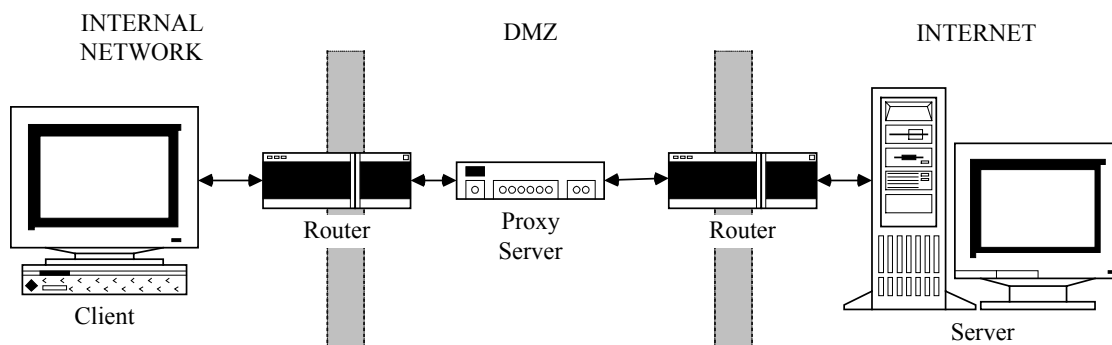 INTERNAL
NETWORK
DMZ
INTERNET
Router
Proxy
Server
Router
Client
Server